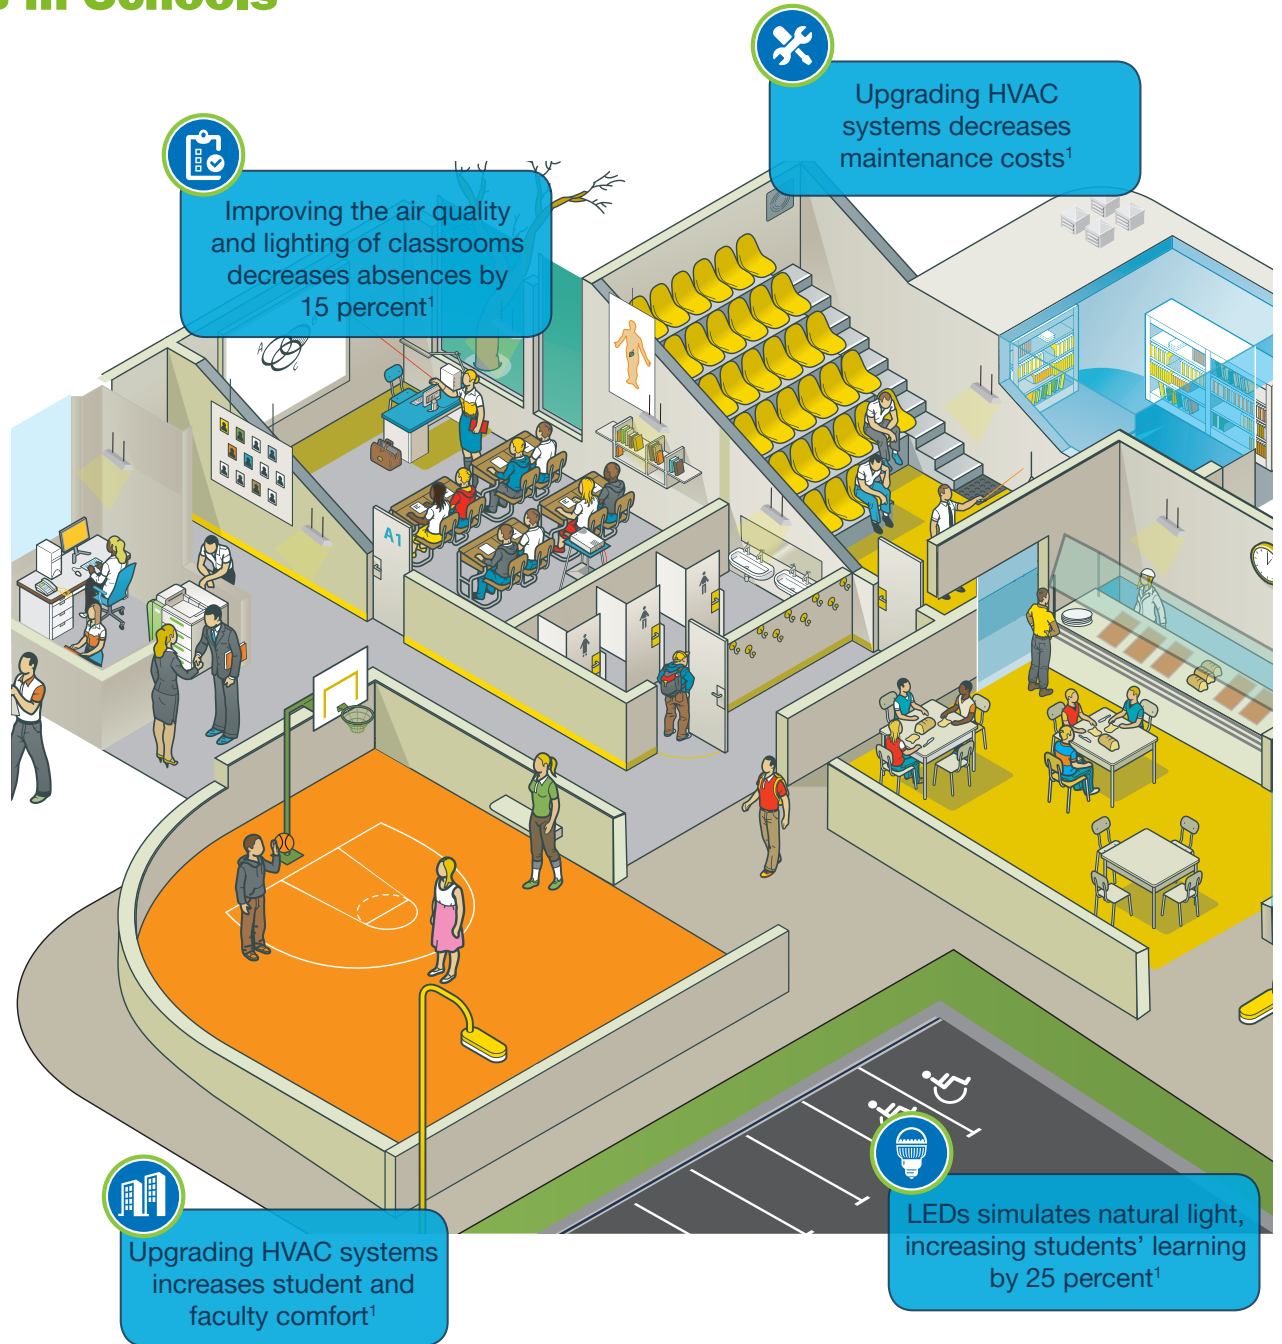 in Schools
Improving the air quality
and lighting of classrooms
decreases absences by
15 percent¹
Upgrading HVAC
systems decreases
maintenance costs¹
A
C
A1
Upgrading HVAC systems
increases student and
faculty comfort¹
LEDs simulates natural light,
increasing students’ learning
by 25 percent¹